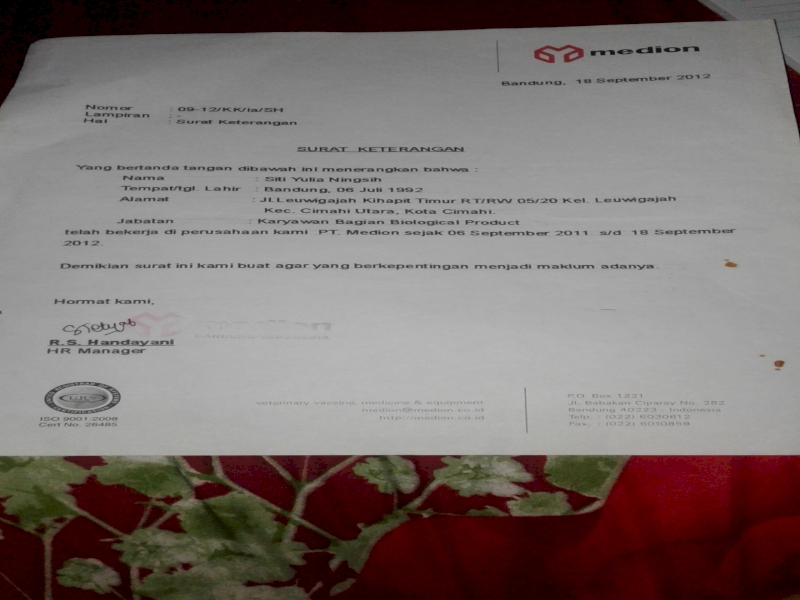 medion
Bandung, 18 September 2012
Nomor : 09-12/KK/ia/SH
Lampiran : -
Hal : Surat Keterangan
SURAT KETERANGAN
Yang bertanda tangan dibawah ini menerangkan bahwa :
Nama : Siti Yulia Ningsih
Tempat/tgl. Lahir : Bandung, 06 Juli 1992
Alamat : Jl.Leuwigajah Kihapit Timur RT/RW 05/20 Kel. Leuwigajah
Kec. Cimahi Utara, Kota Cimahi.
Jabatan : Karyawan Bagian Biological Product
telah bekerja di perusahaan kami PT. Medion sejak 06 September 2011 s/d 18 September
2012.
Demikian surat ini kami buat agar yang berkepentingan menjadi maklum adanya.
Hormat kami,
medion
R.S. Handayani
HR Manager
ISO 9001:2008
Cert No. 26485
veterinary vaccine, medicine & equipment
medion@medion.co.id
http://medion.co.id
P.O. Box 1221
Jl. Babakan Ciparay No. 282
Bandung 40223 - Indonesia
Telp. : (022) 6030612
Fax. : (022) 6010859